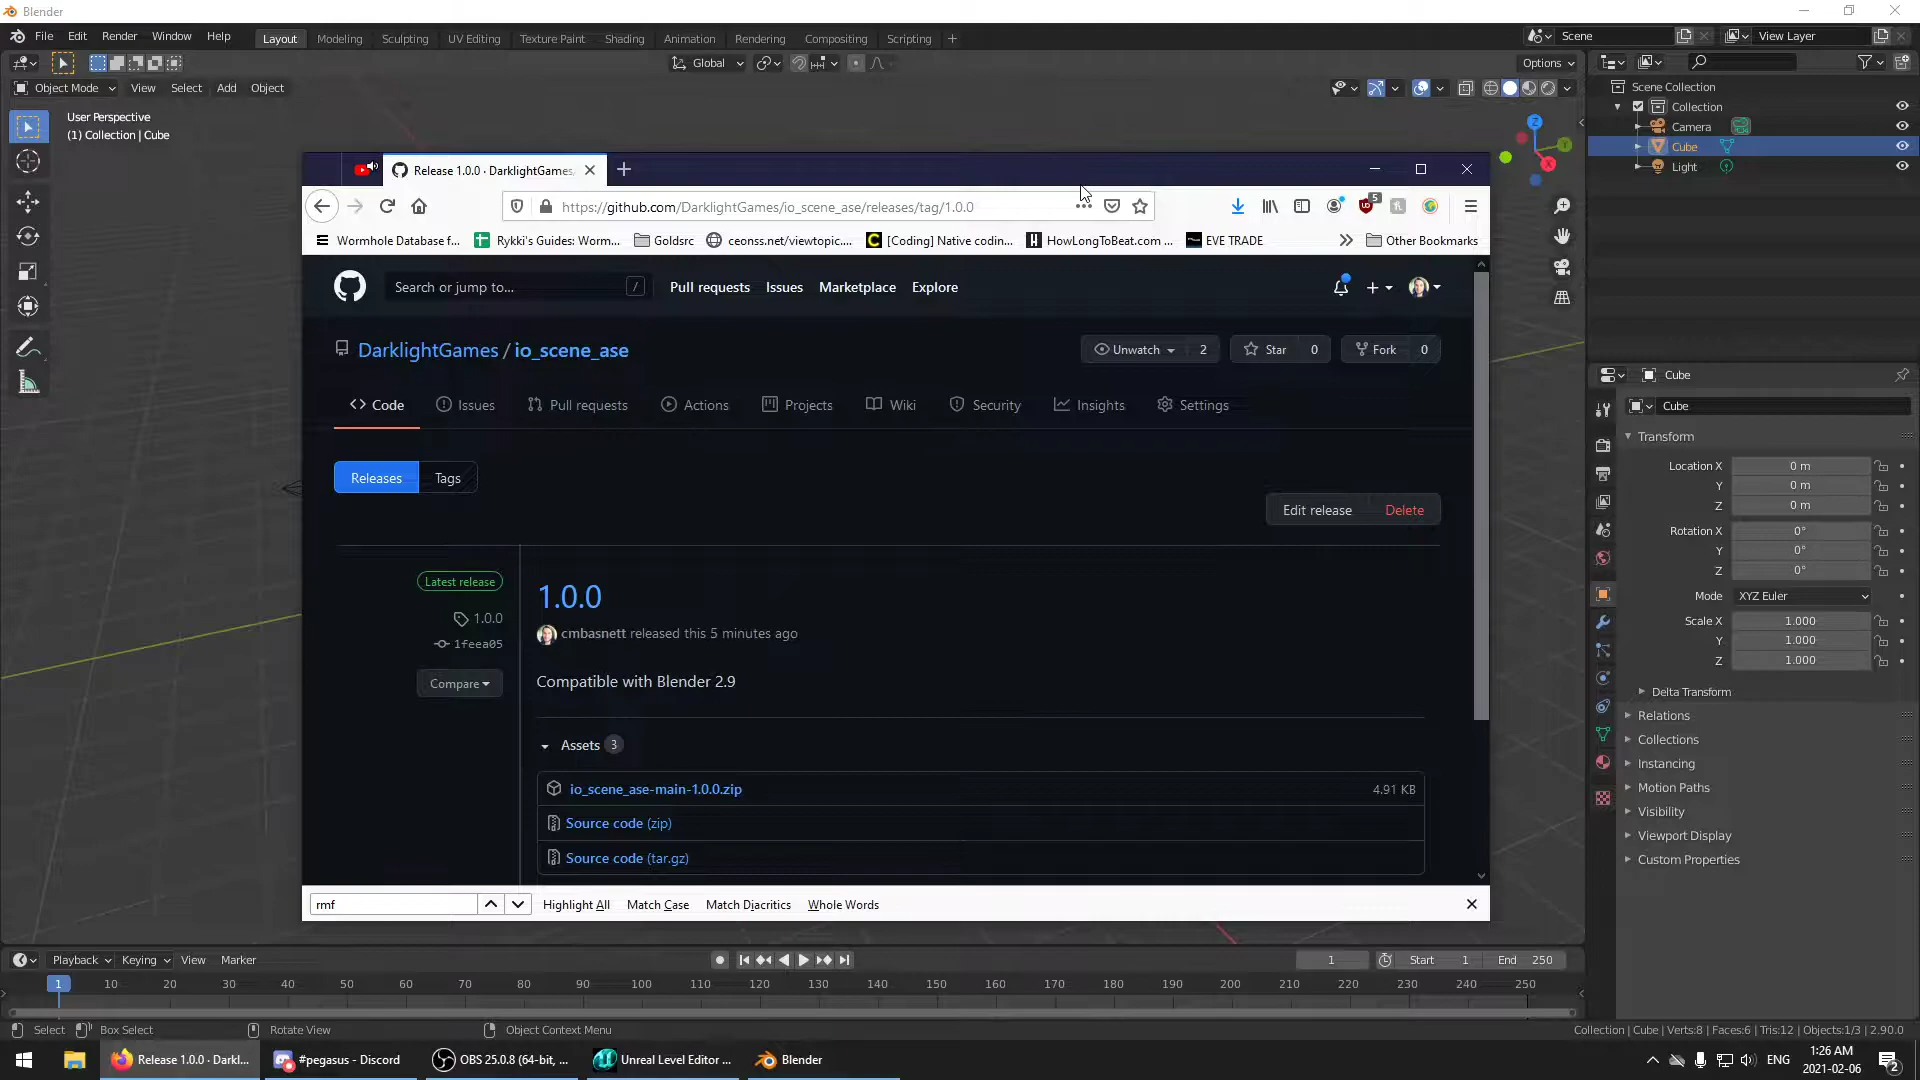 Blender
File Edit Render Window Help
Layout Modeling Sculpting UV Editing Texture Paint Shading Animation Rendering Compositing Scripting +
Scene
View Layer
Global
Options
Object Mode View Select Add Object
User Perspective
(1) Collection | Cube
Scene Collection
Collection
Camera
Cube
Light
Release 1.0.0 · DarklightGames/
https://github.com/DarklightGames/io_scene_ase/releases/tag/1.0.0
5
Wormhole Database f...
Rykki's Guides: Worm...
Goldsrc
ceonss.net/viewtopic....
[Coding] Native codin...
HowLongToBeat.com ...
EVE TRADE
Other Bookmarks
Search or jump to... /
Pull requests Issues Marketplace Explore
DarklightGames / io_scene_ase
Unwatch 2
Star 0
Fork 0
Code Issues Pull requests Actions Projects Wiki Security Insights Settings
Releases Tags
Edit release Delete
Latest release
1.0.0
1feea05
Compare
1.0.0
cmbasnett released this 5 minutes ago
Compatible with Blender 2.9
Assets 3
io_scene_ase-main-1.0.0.zip 4.91 KB
Source code (zip)
Source code (tar.gz)
rmf Highlight All Match Case Match Diacritics Whole Words
Cube
Cube
Transform
Location X 0 m
Y 0 m
Z 0 m
Rotation X 0°
Y 0°
Z 0°
Mode XYZ Euler
Scale X 1.000
Y 1.000
Z 1.000
Delta Transform
Relations
Collections
Instancing
Motion Paths
Visibility
Viewport Display
Custom Properties
Playback Keying View Marker
1 Start 1 End 250
1 10 20 30 40 50 60 70 80 90 100 110 120 130 140 150 160 170 180 190 200 210 220 230 240 250
Select Box Select Rotate View Object Context Menu
Collection | Cube | Verts:8 | Faces:6 | Tris:12 | Objects:1/3 | 2.90.0
Release 1.0.0 · Darkl...
#pegasus - Discord
OBS 25.0.8 (64-bit, ...
Unreal Level Editor ...
Blender
ENG
1:26 AM
2021-02-06
2